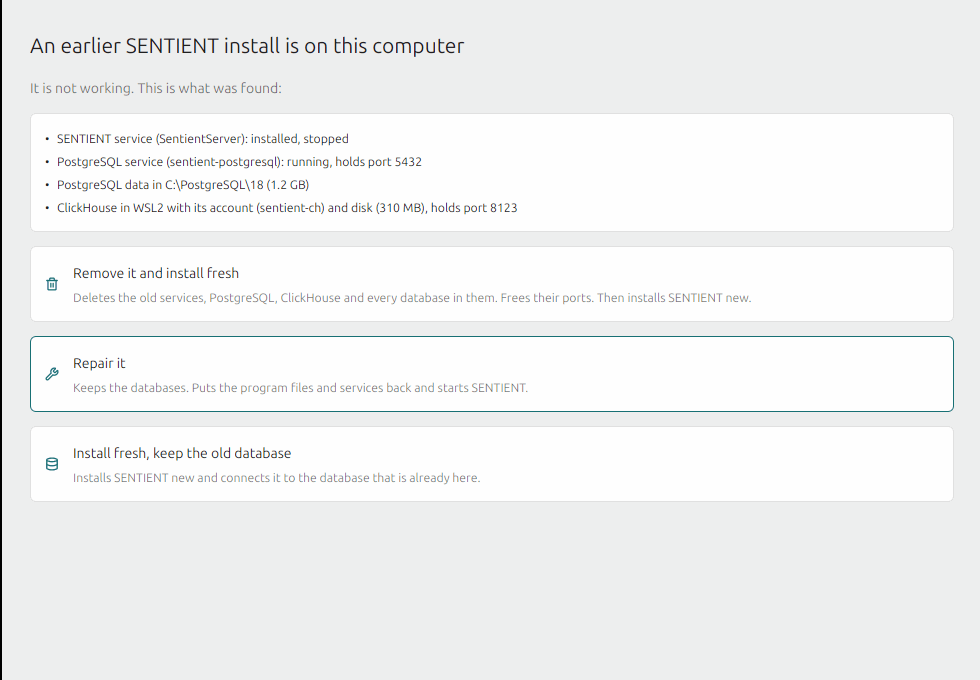 An earlier SENTIENT install is on this computer
It is not working. This is what was found:
• SENTIENT service (SentientServer): installed, stopped
• PostgreSQL service (sentient-postgresql): running, holds port 5432
• PostgreSQL data in C:\PostgreSQL\18 (1.2 GB)
• ClickHouse in WSL2 with its account (sentient-ch) and disk (310 MB), holds port 8123
Remove it and install fresh
Deletes the old services, PostgreSQL, ClickHouse and every database in them. Frees their ports. Then installs SENTIENT new.
Repair it
Keeps the databases. Puts the program files and services back and starts SENTIENT.
Install fresh, keep the old database
Installs SENTIENT new and connects it to the database that is already here.